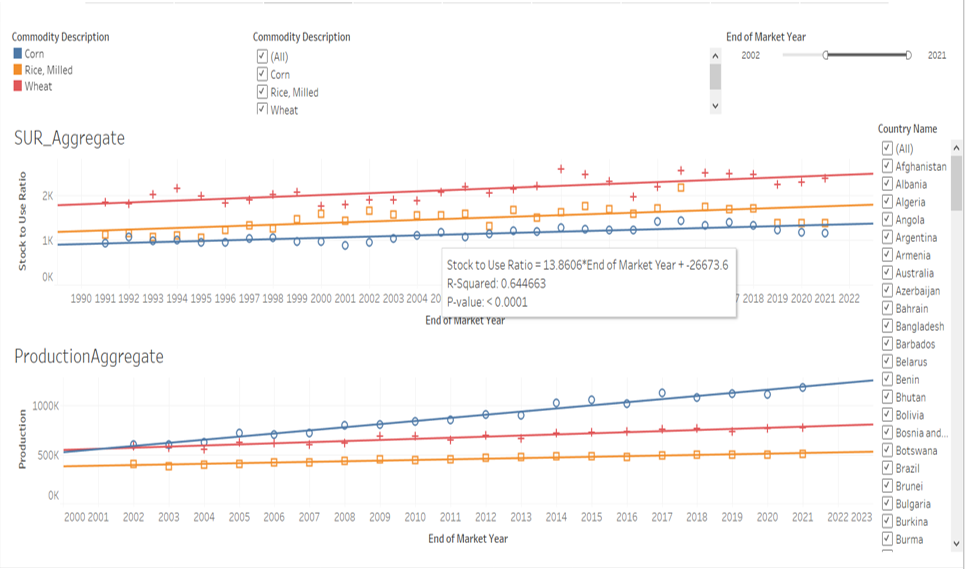 Commodity Description
Corn
Rice, Milled
Wheat
Commodity Description
(All)
Corn
Rice, Milled
Wheat
End of Market Year
2002 2021
SUR_Aggregate
Stock to Use Ratio
2K
1K
0K
1990 1991 1992 1993 1994 1995 1996 1997 1998 1999 2000 2001 2002 2003 2004 7 2018 2019 2020 2021 2022
End of Market Year
Stock to Use Ratio = 13.8606*End of Market Year + -26673.6
R-Squared: 0.644663
P-value: < 0.0001
ProductionAggregate
Production
1000K
500K
0K
2000 2001 2002 2003 2004 2005 2006 2007 2008 2009 2010 2011 2012 2013 2014 2015 2016 2017 2018 2019 2020 2021 2022 2023
End of Market Year
Country Name
(All)
Afghanistan
Albania
Algeria
Angola
Argentina
Armenia
Australia
Azerbaijan
Bahrain
Bangladesh
Barbados
Belarus
Benin
Bhutan
Bolivia
Bosnia and...
Botswana
Brazil
Brunei
Bulgaria
Burkina
Burma